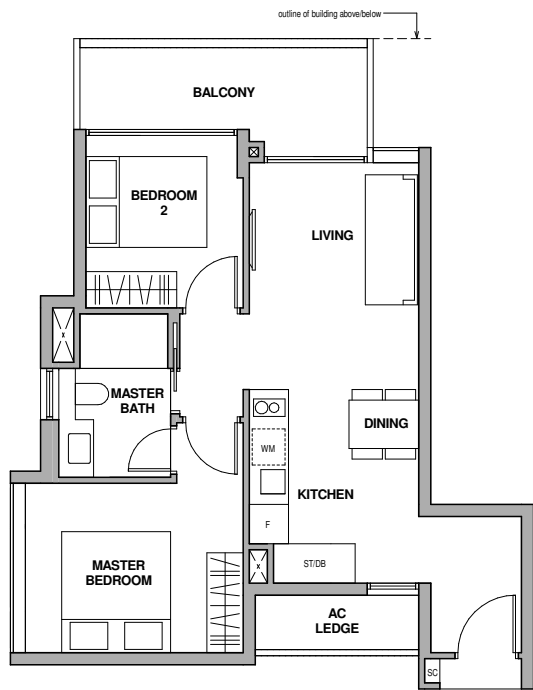 outline of building above/below
BALCONY
BEDROOM
2
LIVING
x
MASTER
BATH
DINING
WM
KITCHEN
F
MASTER
BEDROOM
x
ST/DB
AC
LEDGE
SC